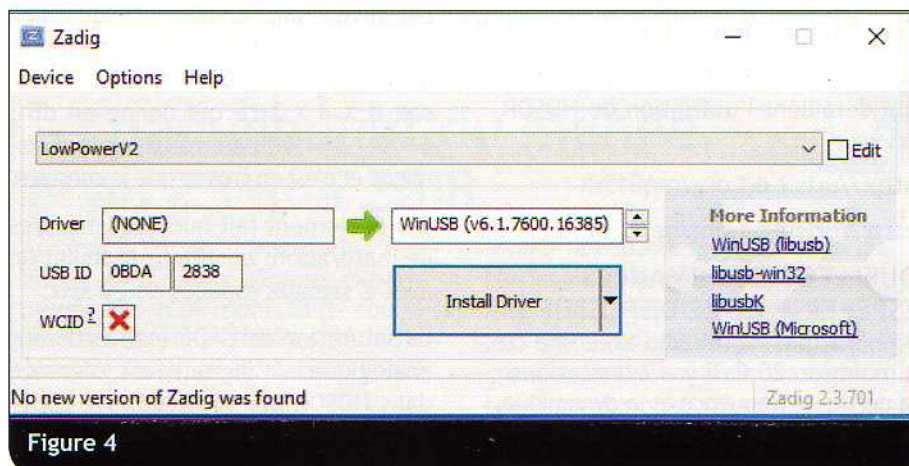 Zadig
Device Options Help
LowPowerV2
Edit
Driver (NONE) WinUSB (v6.1.7600.16385)
USB ID 0BDA 2838
WCID ?
Install Driver
More Information
WinUSB (libusb)
libusb-win32
libusbK
WinUSB (Microsoft)
No new version of Zadig was found
Zadig 2.3.701
Figure 4